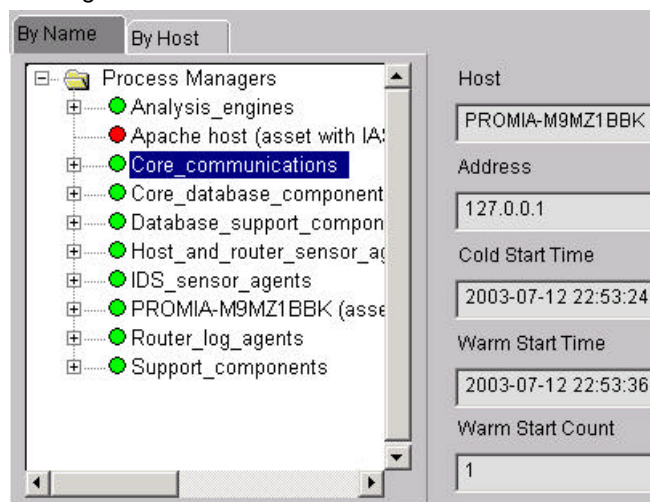 By Name
By Host
Process Managers
Analysis_engines
Apache host (asset with IA
Core_communications
Core_database_component
Database_support_compon
Host_and_router_sensor_a
IDS_sensor_agents
PROMIA-M9MZ1BBK (asse
Router_log_agents
Support_components
Host
PROMIA-M9MZ1BBK
Address
127.0.0.1
Cold Start Time
2003-07-12 22:53:24
Warm Start Time
2003-07-12 22:53:36
Warm Start Count
1